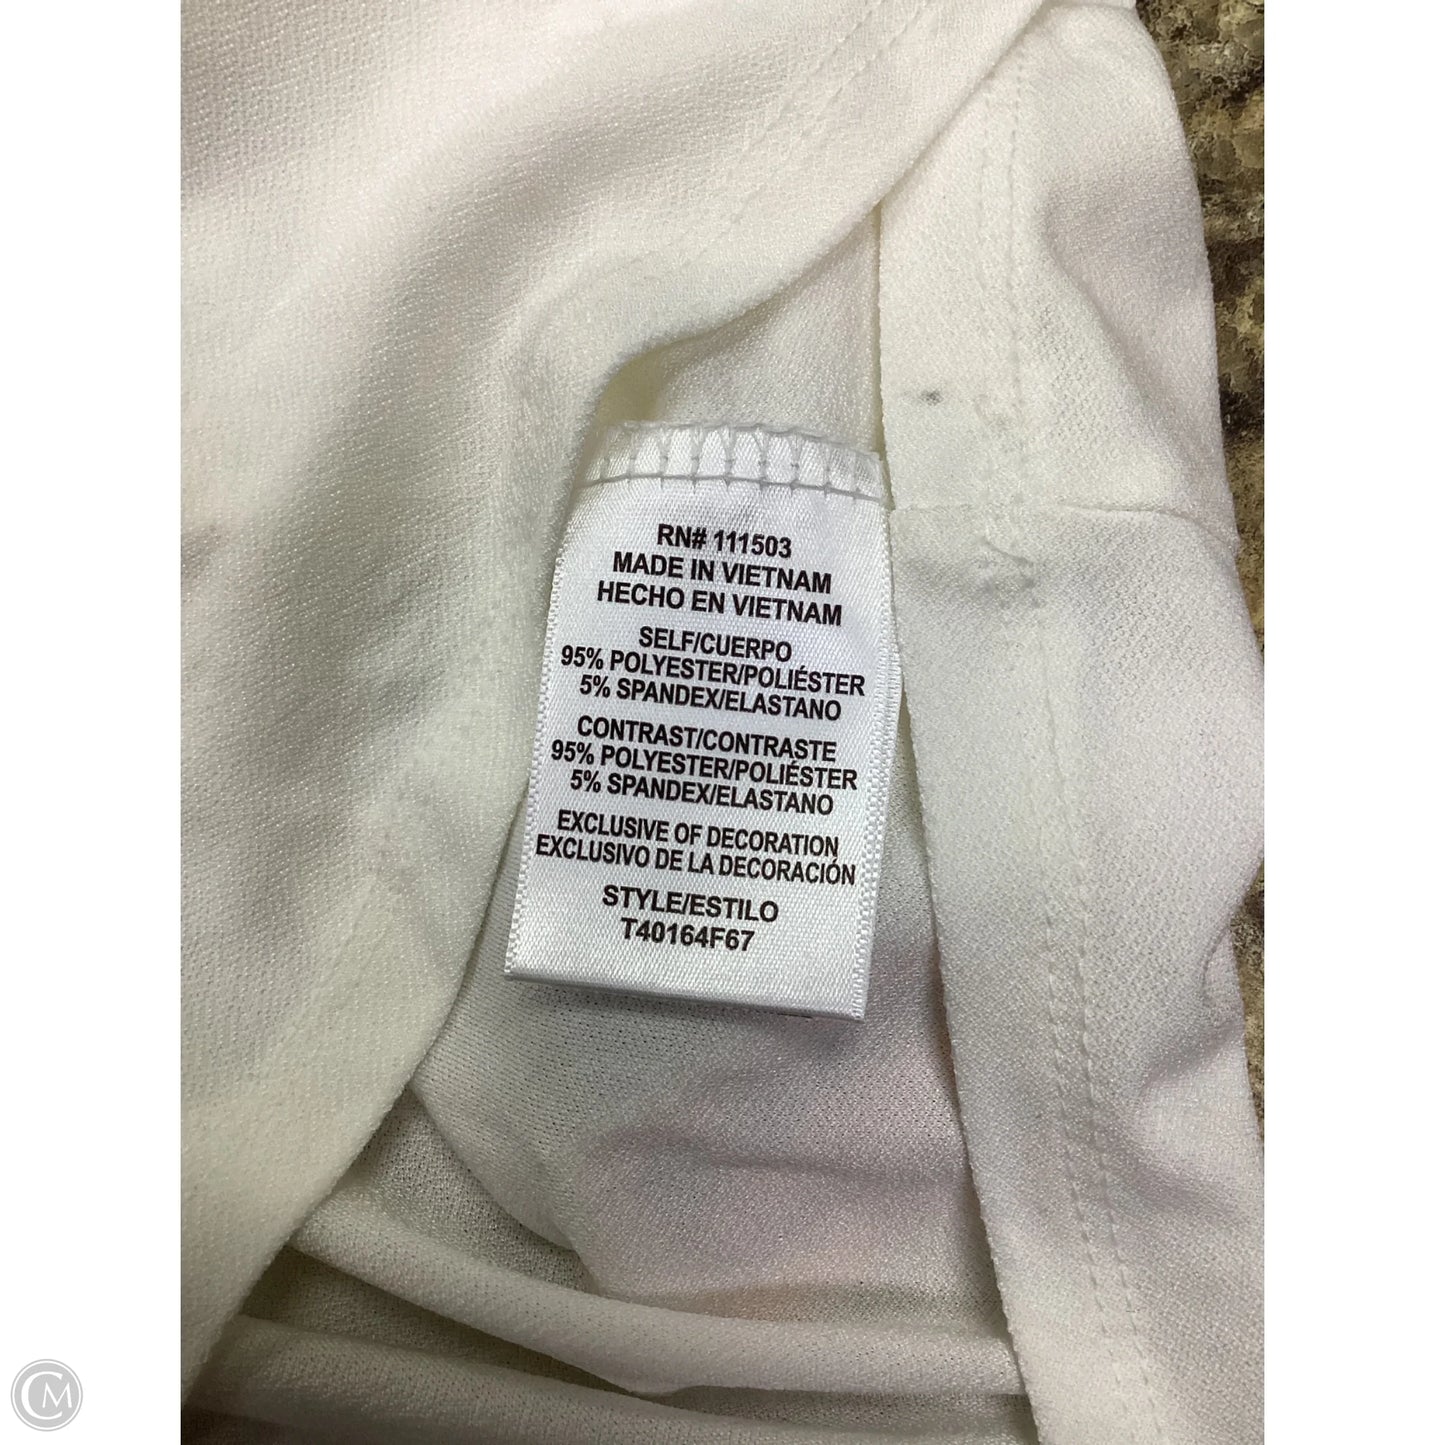 RN# 111503
MADE IN VIETNAM
HECHO EN VIETNAM
SELF/CUERPO
95% POLYESTER/POLIÉSTER
5% SPANDEX/ELASTANO
CONTRAST/CONTRASTE
95% POLYESTER/POLIÉSTER
5% SPANDEX/ELASTANO
EXCLUSIVE OF DECORATION
EXCLUSIVO DE LA DECORACIÓN
STYLE/ESTILO
T40164F67
CM